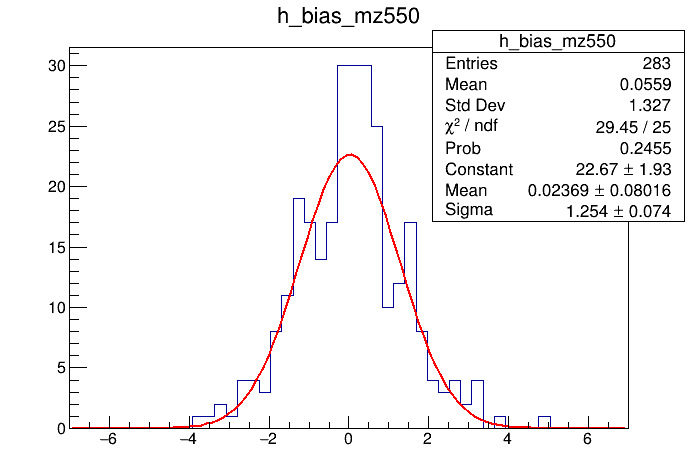 h_bias_mz550
h_bias_mz550
Entries 283
Mean 0.0559
Std Dev 1.327
χ² / ndf 29.45 / 25
Prob 0.2455
Constant 22.67 ± 1.93
Mean 0.02369 ± 0.08016
Sigma 1.254 ± 0.074
30
25
20
15
10
5
0
−6 −4 −2 0 2 4 6